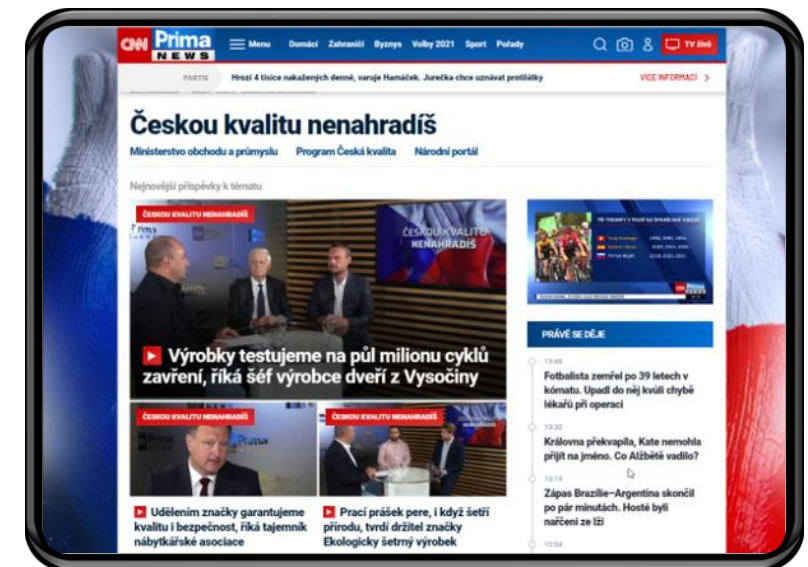 CNN Prima
NEWS
Menu Domácí Zahraničí Byznys Volby 2021 Sport Pořady
TV živě
PARTIE Hrozí 4 tisíce nakažených denně, varuje Hamáček. Jurečka chce uznávat protilátky VÍCE INFORMACÍ
Českou kvalitu nenahradíš
Ministerstvo obchodu a průmyslu Program Česká kvalita Národní portál
Nejnovější příspěvky k tématu
ČESKOU KVALITU NENAHRADÍŠ
ČESKOU KVALITU
NENAHRADÍŠ
Výrobky testujeme na půl milionu cyklů
zavření, říká šéf výrobce dveří z Vysočiny
ČESKOU KVALITU NENAHRADÍŠ
ČESKOU KVALITU NENAHRADÍŠ
Udělením značky garantujeme
kvalitu i bezpečnost, říká tajemník
nábytkářské asociace
Prací prášek pere, i když šetří
přírodu, tvrdí držitel značky
Ekologicky šetrný výrobek
CNN Prima
NEWS
PRÁVĚ SE DĚJE
13:46
Fotbalista zemřel po 39 letech v
kómatu. Upadl do něj kvůli chybě
lékařů při operaci
13:32
Královna překvapila, Kate nemohla
přijít na jméno. Co Alžbětě vadilo?
13:14
Zápas Brazílie–Argentina skončil
po pár minutách. Hosté byli
nařčeni ze lži
12:54